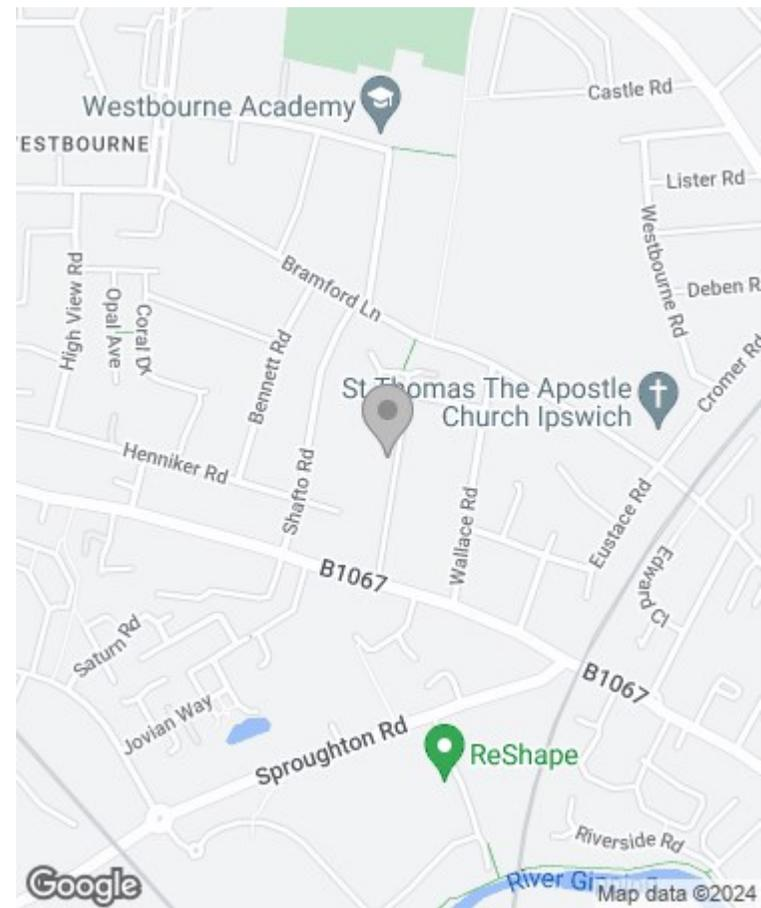 Westbourne Academy
Castle Rd
ESTBOURNE
Lister Rd
Westbourne Rd
Deben R
High View Rd
Opal Ave
Coral D
Bramford Ln
Bennett Rd
St Thomas The Apostle
Church Ipswich
Cromer Rd
Henniker Rd
Shafto Rd
Wallace Rd
Eustace Rd
Edward Cl
B1067
Saturn Rd
B1067
Jovian Way
Sproughton Rd
ReShape
Riverside Rd
Google
River
Map data ©2024